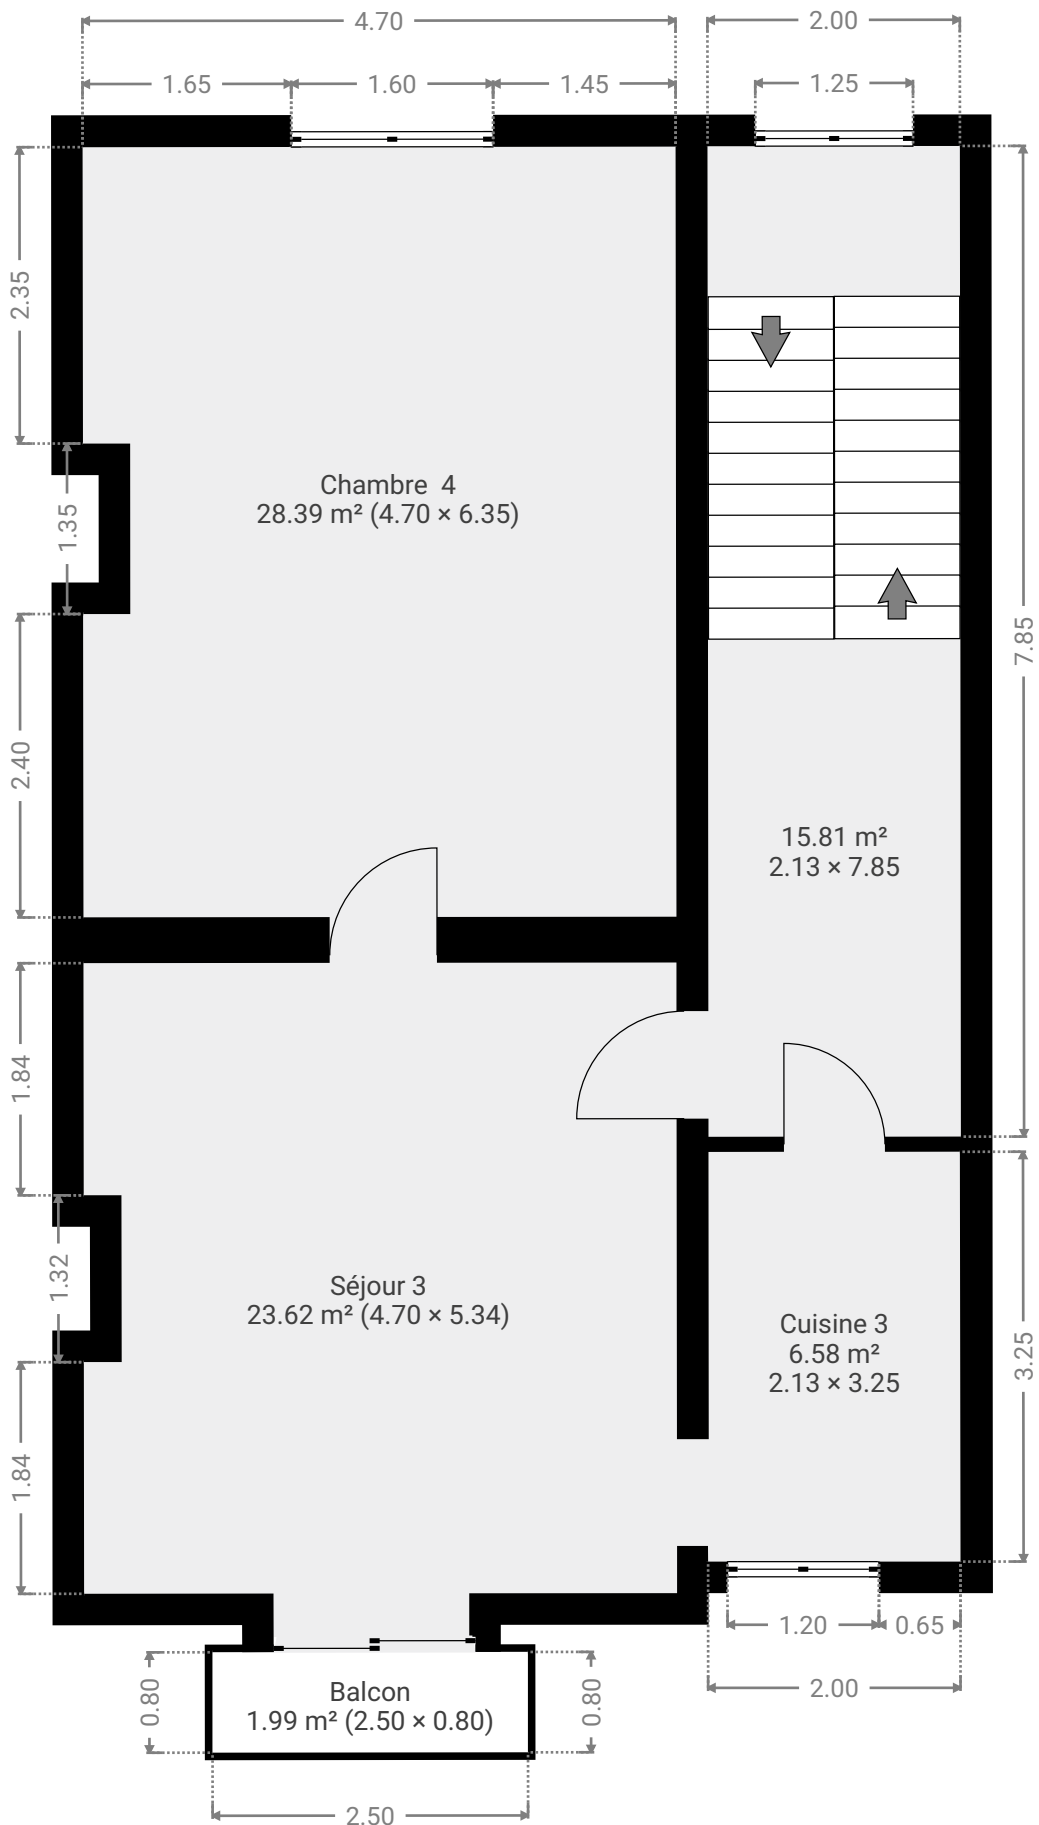 4.70
2.00
1.65
1.60
1.45
1.25
2.35
Chambre 4
28.39 m² (4.70 × 6.35)
1.35
7.85
2.40
15.81 m²
2.13 × 7.85
1.84
1.32
Séjour 3
23.62 m² (4.70 × 5.34)
Cuisine 3
6.58 m²
2.13 × 3.25
3.25
1.84
1.20
0.65
2.00
0.80
Balcon
1.99 m² (2.50 × 0.80)
0.80
2.50